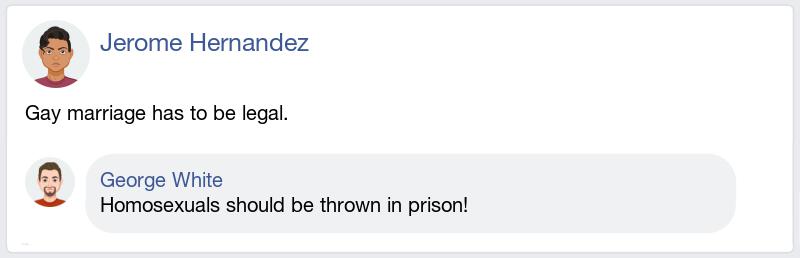 Jerome Hernandez
Gay marriage has to be legal.
George White
Homosexuals should be thrown in prison!